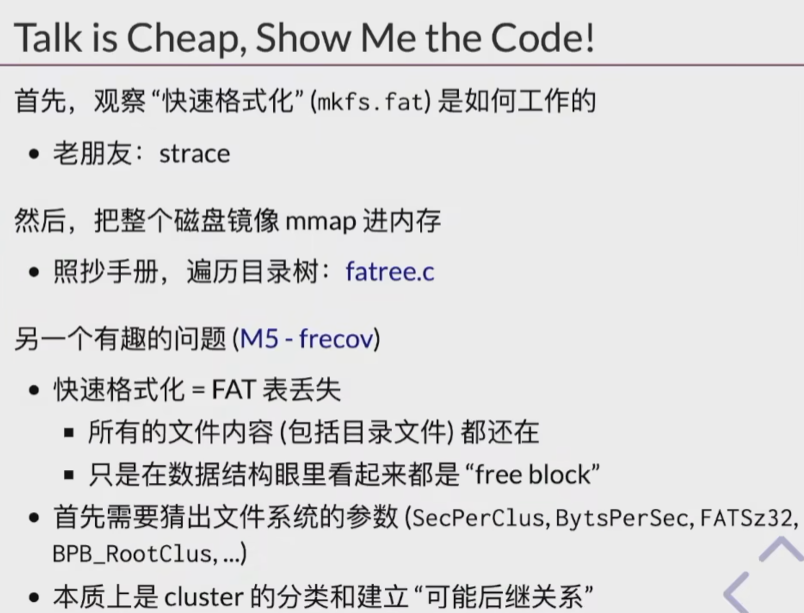 Talk is Cheap, Show Me the Code!
首先，观察“快速格式化” (mkfs.fat) 是如何工作的
• 老朋友：strace
然后，把整个磁盘镜像 mmap 进内存
• 照抄手册，遍历目录树：fatree.c
另一个有趣的问题 (M5 - frecov)
• 快速格式化 = FAT 表丢失
▪ 所有的文件内容 (包括目录文件) 都还在
▪ 只是在数据结构眼里看起来都是 “free block”
• 首先需要猜出文件系统的参数 (SecPerClus, BytsPerSec, FATSz32,
BPB_RootClus, ...)
• 本质上是 cluster 的分类和建立 “可能后继关系”